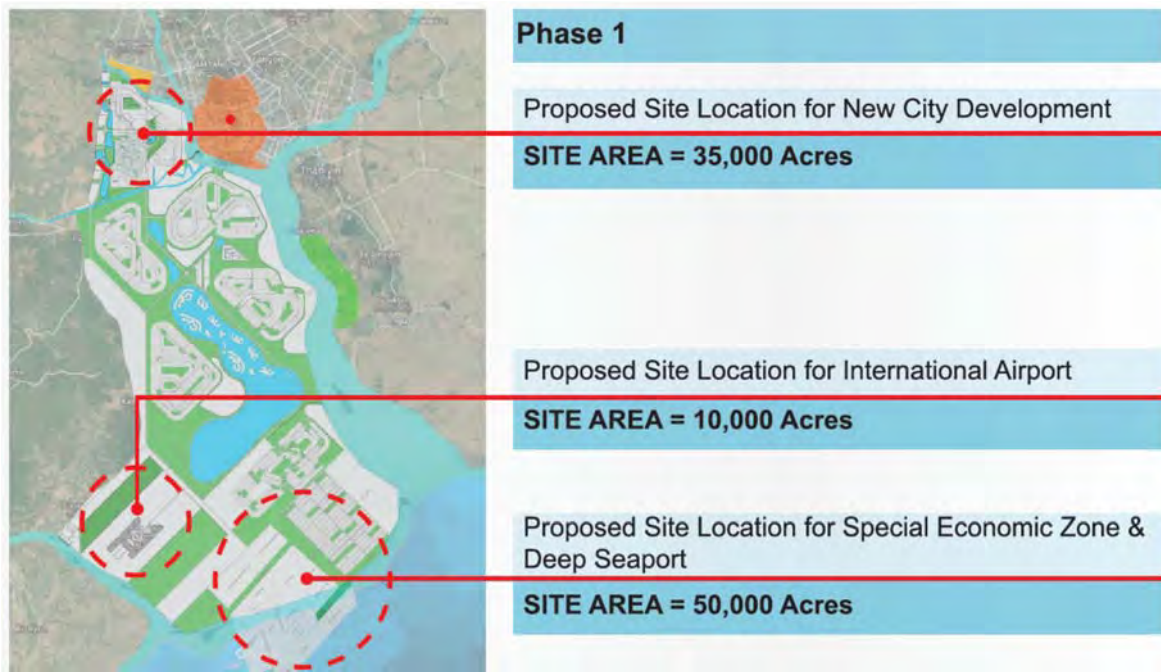 Phase 1
Proposed Site Location for New City Development
SITE AREA = 35,000 Acres
Proposed Site Location for International Airport
SITE AREA = 10,000 Acres
Proposed Site Location for Special Economic Zone &
Deep Seaport
SITE AREA = 50,000 Acres